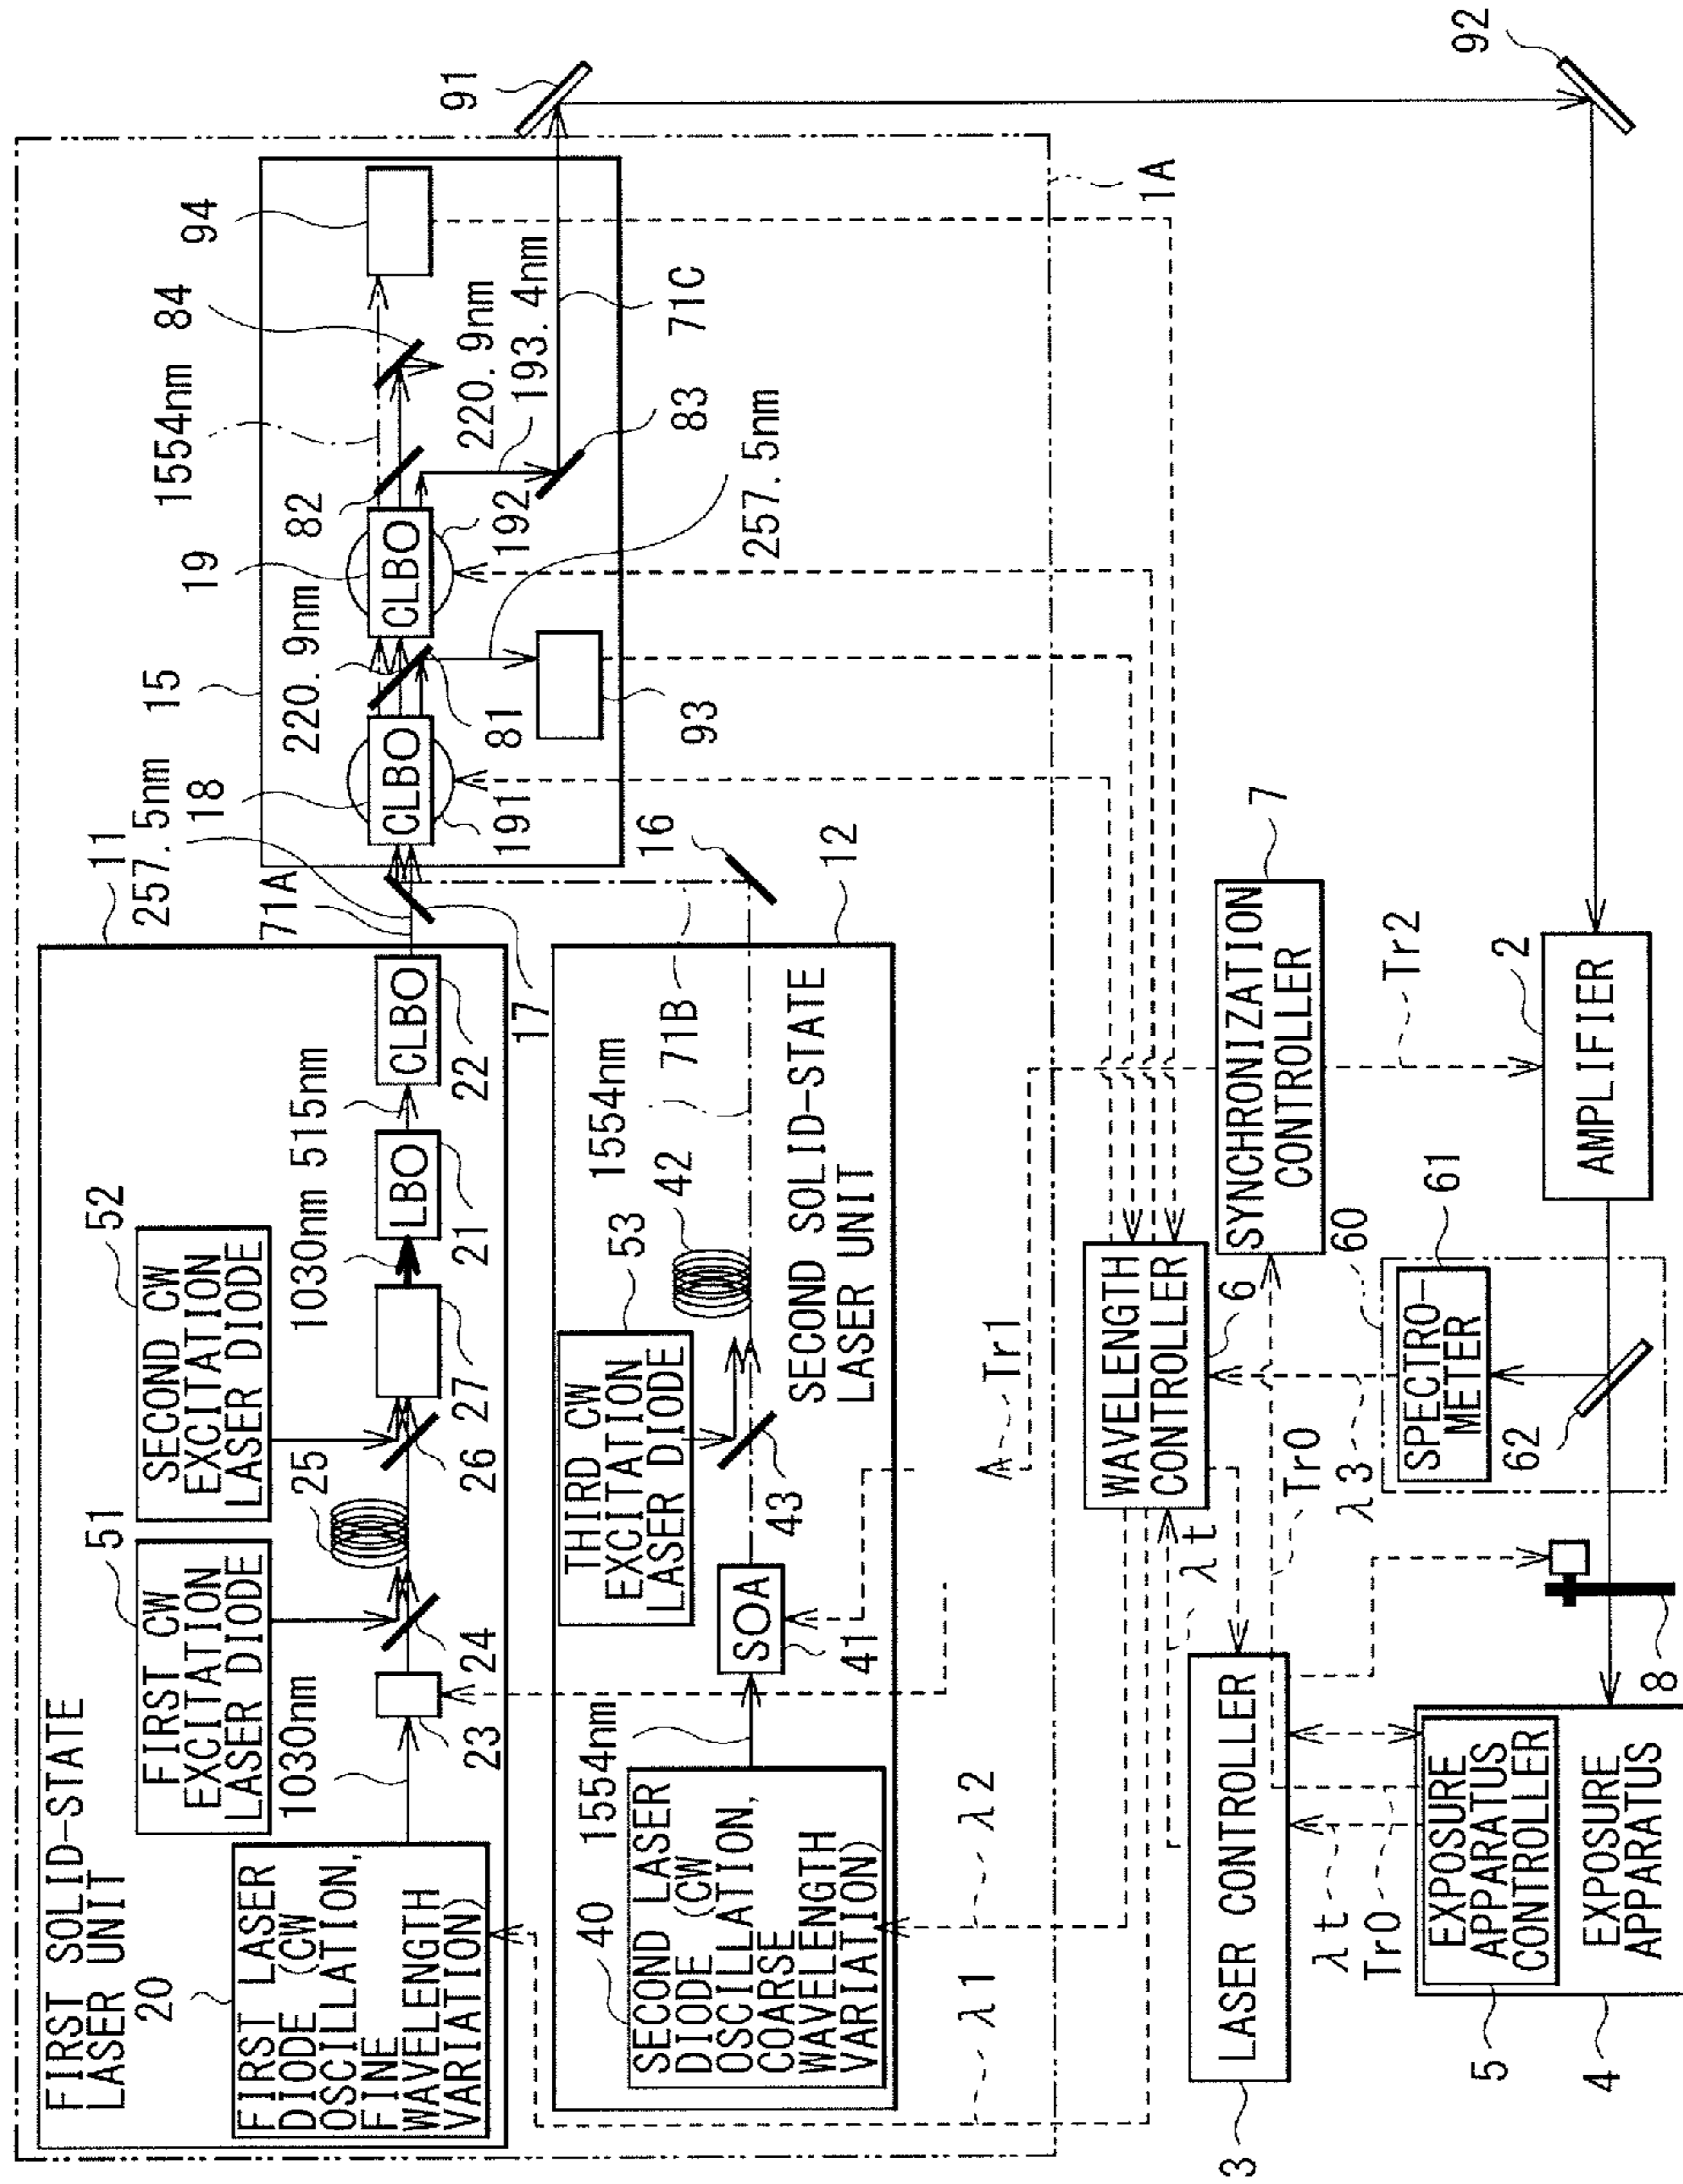 FIRST SOLID-STATE
LASER UNIT
20
FIRST LASER
DIODE (CW
OSCILLATION,
FINE
WAVELENGTH
VARIATION)
1030nm
23
FIRST CW
EXCITATION
LASER DIODE
51
24
25
SECOND CW
EXCITATION
LASER DIODE
52
26
27
1030nm
515nm
LBO
21
CLBO
22
11
257.5nm
71A
17
18
CLBO
191
15
220.9nm
81
93
19
CLBO
192
82
1554nm
84
94
220.9nm
193.4nm
83
257.5nm
71C
91
92
1A
16
12
71B
1554nm
42
SECOND SOLID-STATE
LASER UNIT
THIRD CW
EXCITATION
LASER DIODE
53
43
SOA
41
1554nm
40
SECOND LASER
DIODE (CW
OSCILLATION,
COARSE
WAVELENGTH
VARIATION)
λ2
λ1
Tr1
WAVELENGTH
CONTROLLER
6
SYNCHRONIZATION
CONTROLLER
7
Tr2
LASER CONTROLLER
3
λt
Tr0
λ3
60
SPECTRO-
METER
61
62
AMPLIFIER
2
8
λt
Tr0
EXPOSURE
APPARATUS
CONTROLLER
5
EXPOSURE
APPARATUS
4